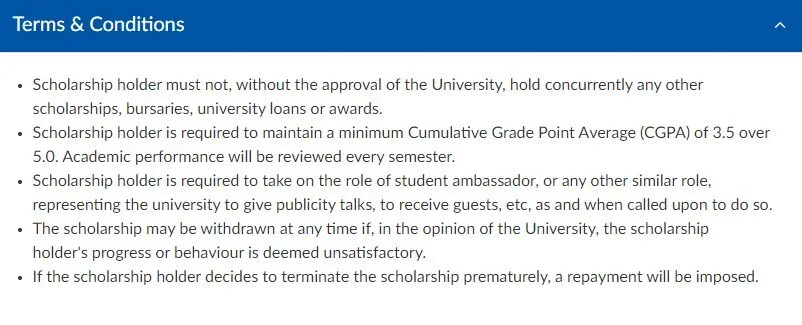 Terms & Conditions
• Scholarship holder must not, without the approval of the University, hold concurrently any other
scholarships, bursaries, university loans or awards.
• Scholarship holder is required to maintain a minimum Cumulative Grade Point Average (CGPA) of 3.5 over
5.0. Academic performance will be reviewed every semester.
• Scholarship holder is required to take on the role of student ambassador, or any other similar role,
representing the university to give publicity talks, to receive guests, etc, as and when called upon to do so.
• The scholarship may be withdrawn at any time if, in the opinion of the University, the scholarship
holder's progress or behaviour is deemed unsatisfactory.
• If the scholarship holder decides to terminate the scholarship prematurely, a repayment will be imposed.